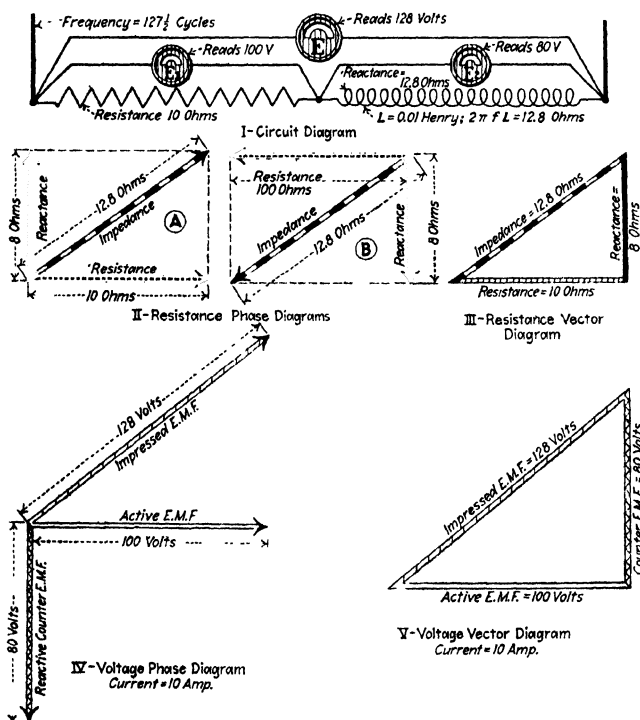 Frequency = 127½ Cycles
Reads 128 Volts
E
Reads 100 V
E
Reads 80 V
E
Reactance =
12.8 Ohms
Resistance 10 Ohms
L = 0.01 Henry; 2 π f L = 12.8 Ohms
I - Circuit Diagram
8 Ohms
Reactance
12.8 Ohms
Impedance
A
Resistance
10 Ohms
Resistance
100 Ohms
Impedance
12.8 Ohms
B
Reactance
8 Ohms
II - Resistance Phase Diagrams
Impedance = 12.8 Ohms
Reactance =
8 Ohms
Resistance = 10 Ohms
III - Resistance Vector
Diagram
128 Volts
Impressed E.M.F.
Active E.M.F
100 Volts
80 Volts
Reactive Counter E.M.F.
IV - Voltage Phase Diagram
Current = 10 Amp.
Impressed E.M.F. = 128 Volts
Counter E.M.F. = 80 Volts
Active E.M.F. = 100 Volts
V - Voltage Vector Diagram
Current = 10 Amp.